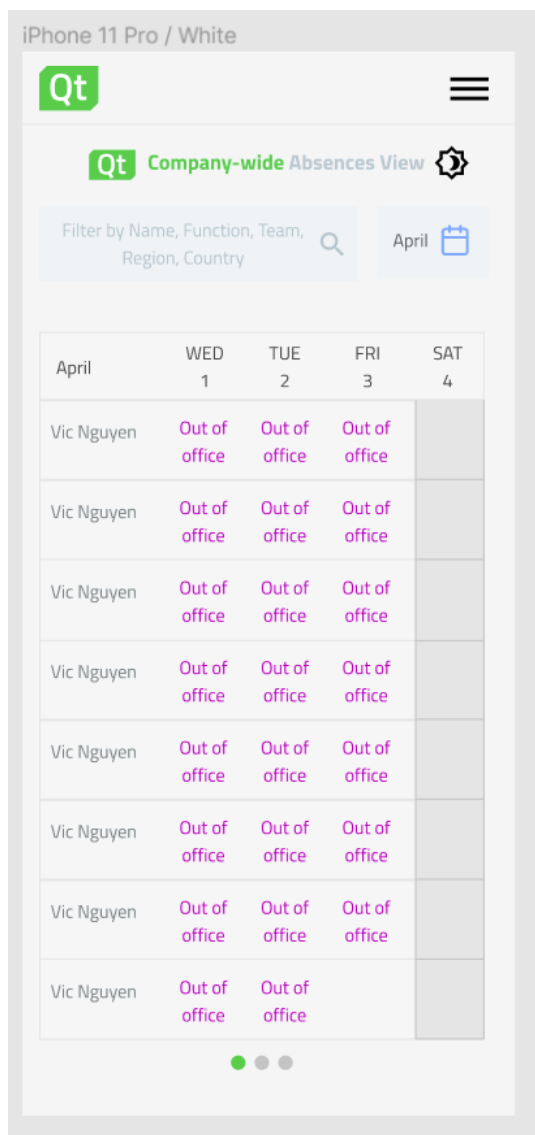 iPhone 11 Pro / White
Qt
Qt Company-wide Absences View
Filter by Name, Function, Team,
Region, Country
April
April WED TUE FRI SAT
1 2 3 4
Vic Nguyen Out of Out of Out of
office office office
Vic Nguyen Out of Out of Out of
office office office
Vic Nguyen Out of Out of Out of
office office office
Vic Nguyen Out of Out of Out of
office office office
Vic Nguyen Out of Out of Out of
office office office
Vic Nguyen Out of Out of Out of
office office office
Vic Nguyen Out of Out of Out of
office office office
Vic Nguyen Out of Out of
office office